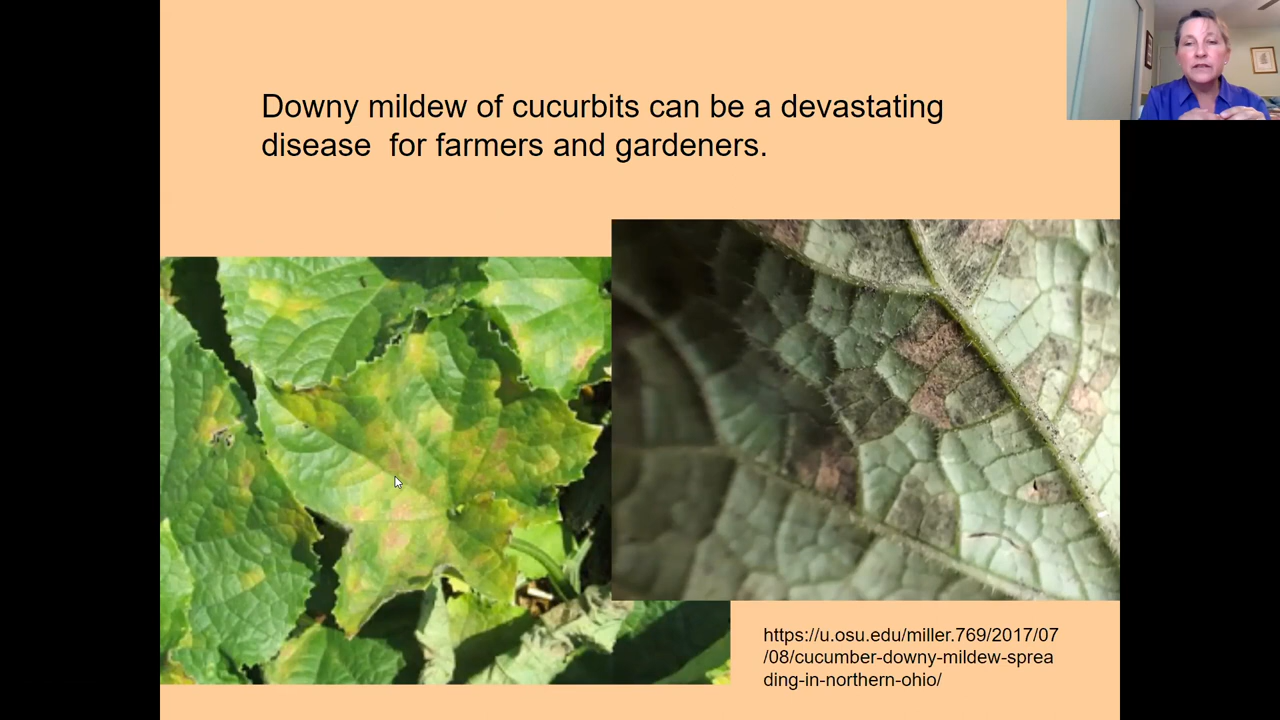 Downy mildew of cucurbits can be a devastating
disease  for farmers and gardeners.
https://u.osu.edu/miller.769/2017/07
/08/cucumber-downy-mildew-sprea
ding-in-northern-ohio/